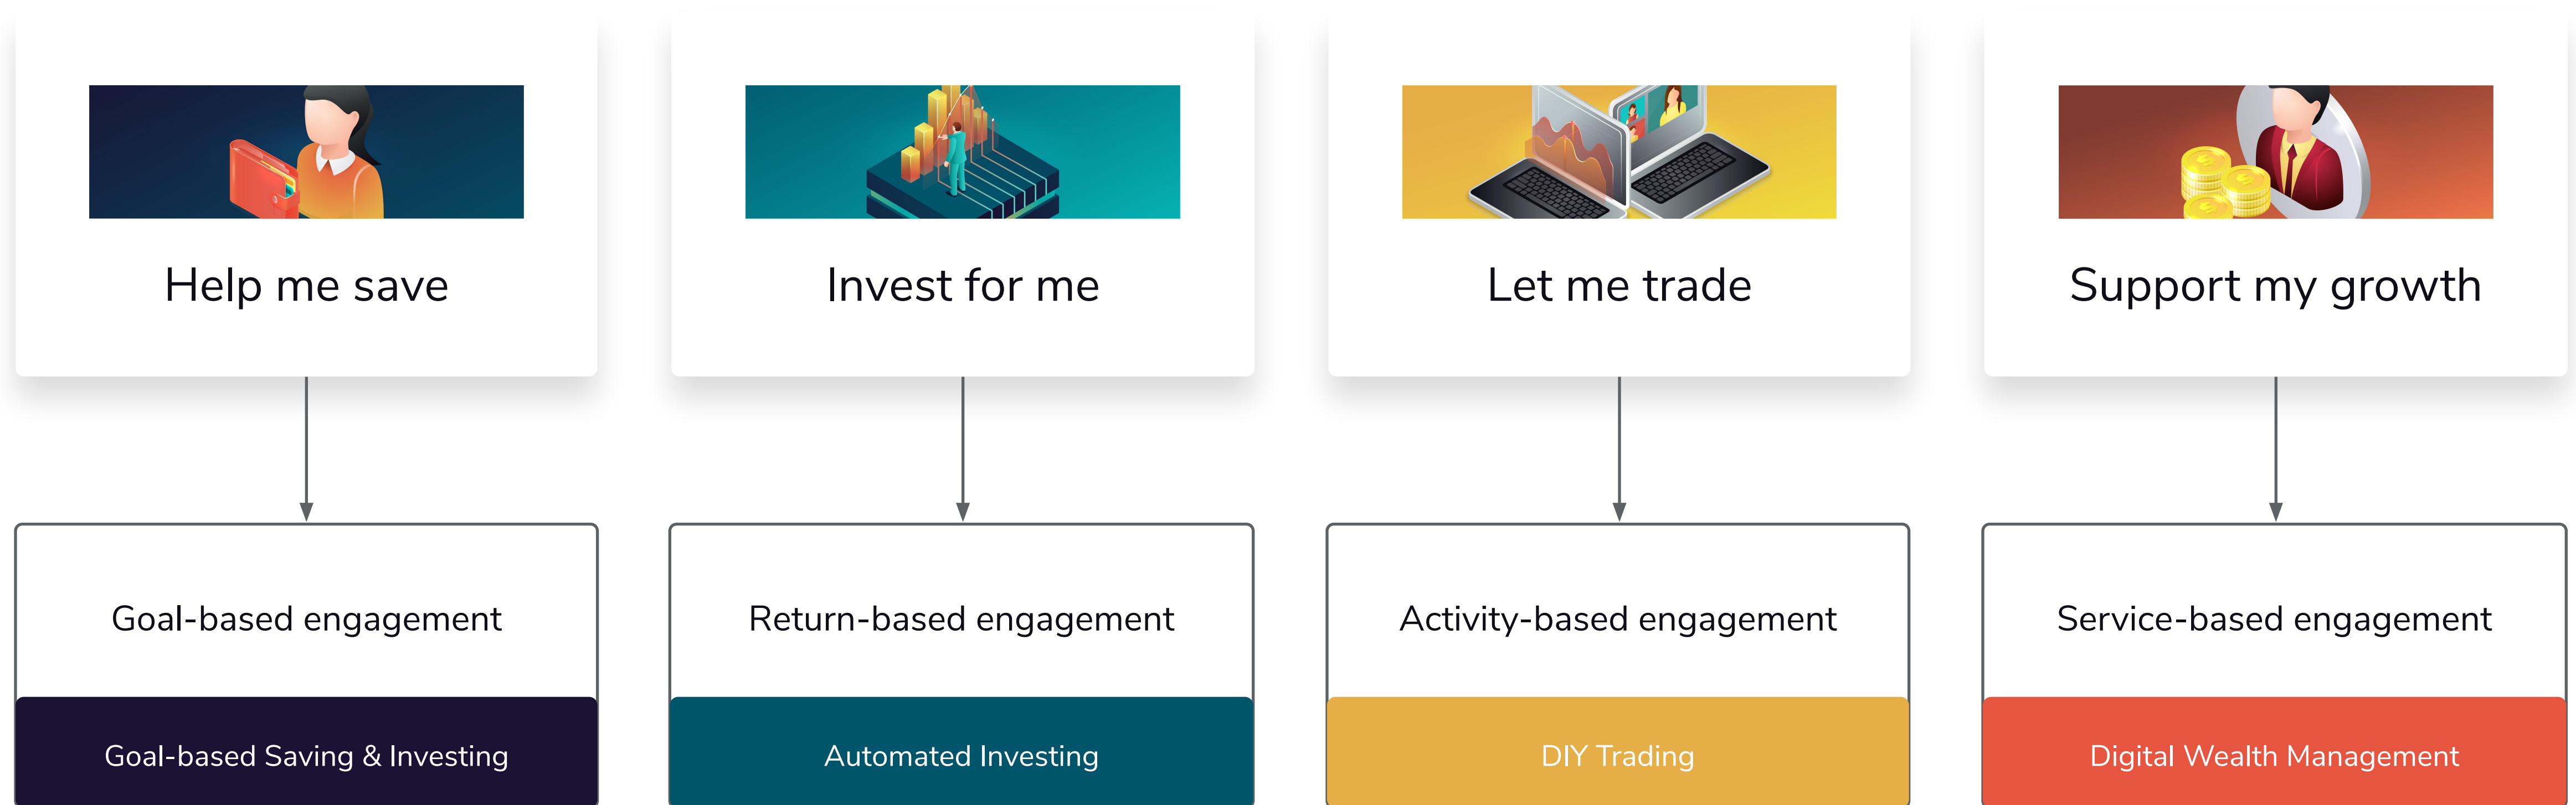 Help me save
Invest for me
Let me trade
Support my growth
Goal-based engagement
Return-based engagement
Activity-based engagement
Service-based engagement
Goal-based Saving & Investing
Automated Investing
DIY Trading
Digital Wealth Management